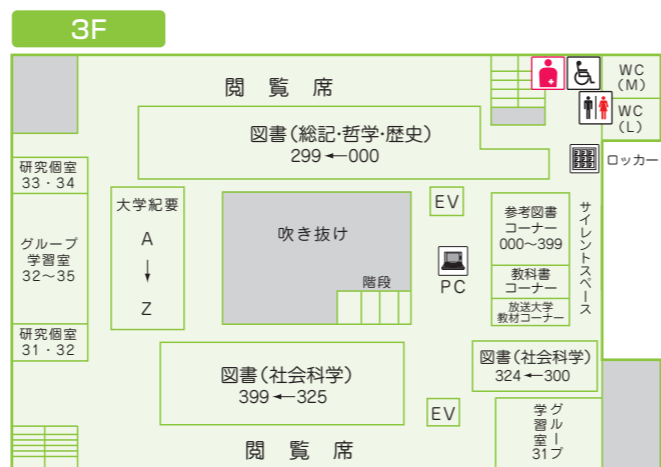 3F
閲覧席
WC
(M)
WC
(L)
図書(総記・哲学・歴史)
299←000
ロッカー
研究個室
33・34
大学紀要
A
↓
Z
吹き抜け
階段
EV
PC
参考図書
コーナー
000〜399
教科書
コーナー
放送大学
教材コーナー
サイレントスペース
グループ
学習室
32〜35
研究個室
31・32
図書(社会科学)
399←325
図書(社会科学)
324←300
EV
グループ
学習室31
閲覧席